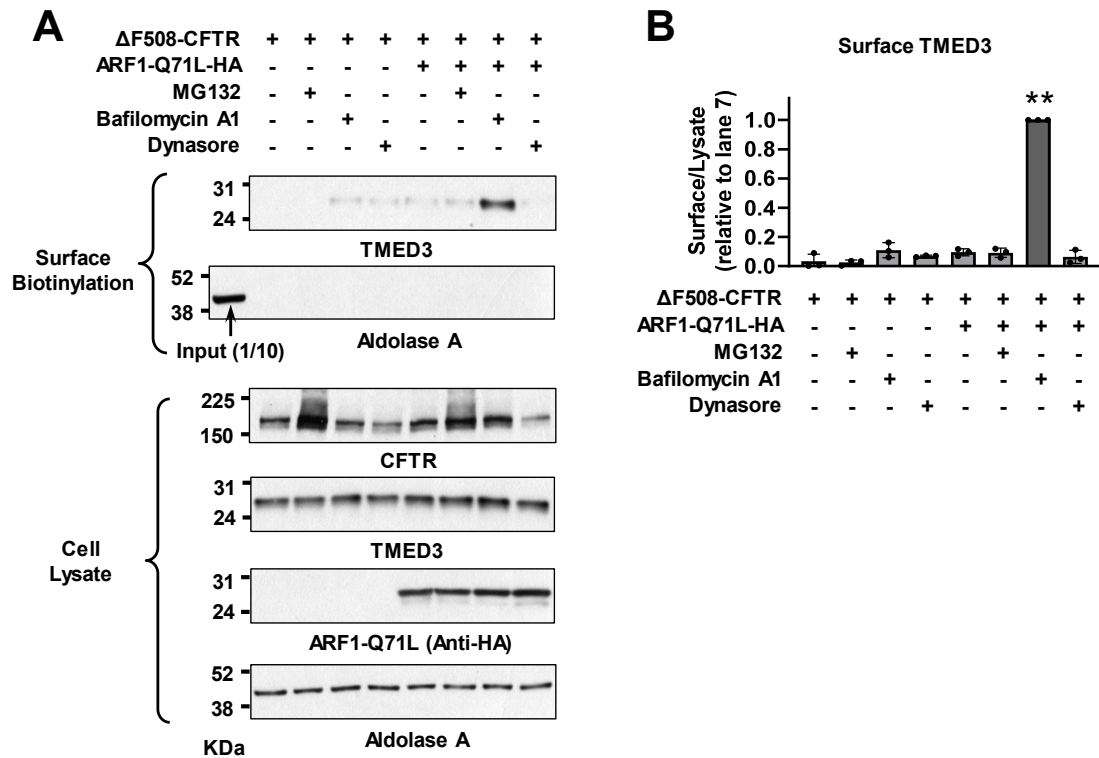 A
ΔF508-CFTR + + + + + + + +
ARF1-Q71L-HA - - - - + + + +
MG132 - + - - - + - -
Bafilomycin A1 - - + - - - + -
Dynasore - - - + - - - +
Surface Biotinylation
31
24
TMED3
52
38
Input (1/10)
Aldolase A
Cell Lysate
225
150
CFTR
31
24
TMED3
31
24
ARF1-Q71L (Anti-HA)
52
38
KDa
Aldolase A
B
Surface TMED3
**
Surface/Lysate
(relative to lane 7)
1.0
0.8
0.6
0.4
0.2
0.0
ΔF508-CFTR + + + + + + + +
ARF1-Q71L-HA - - - - + + + +
MG132 - + - - - + - -
Bafilomycin A1 - - + - - - + -
Dynasore - - - + - - - +